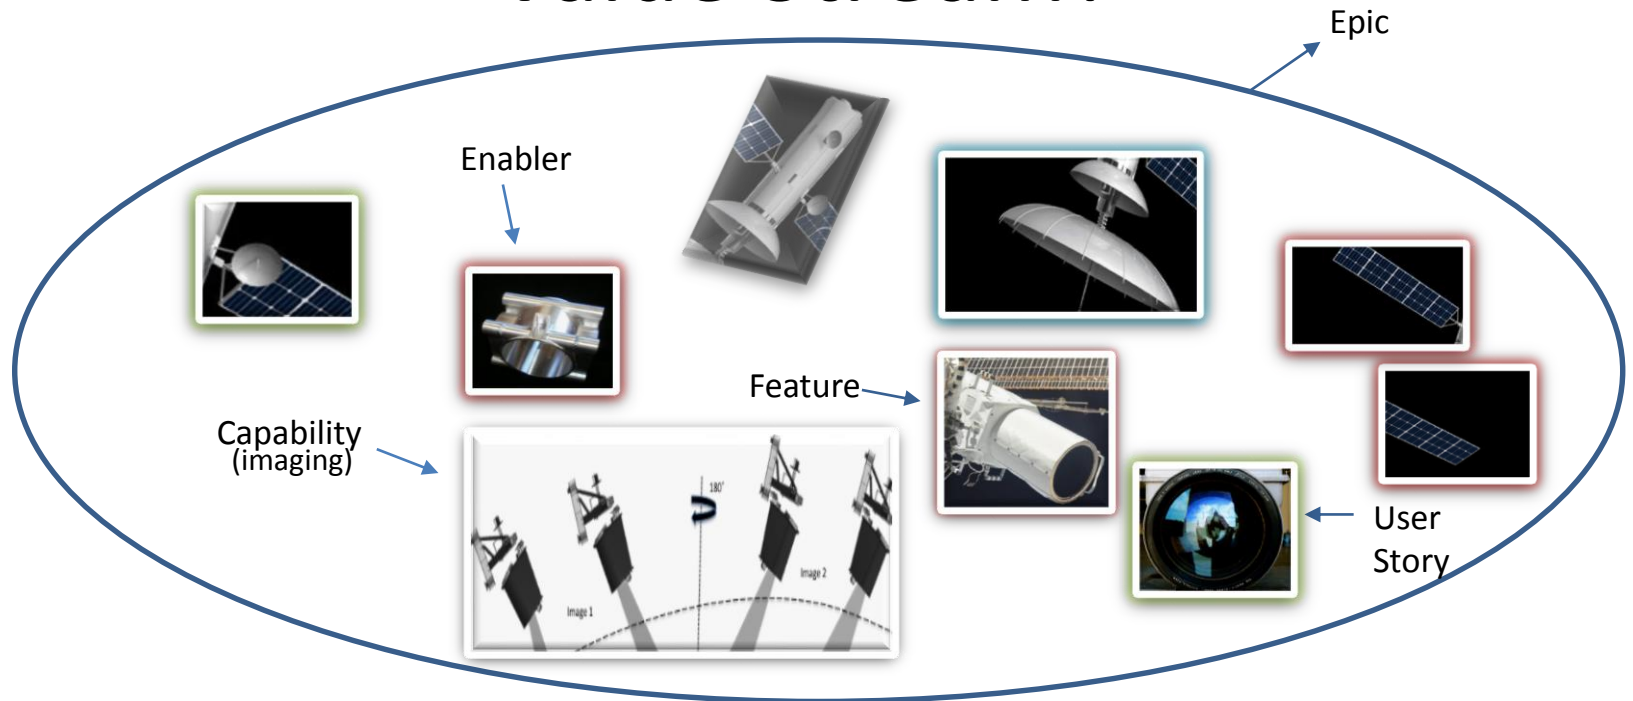 Epic
Enabler
Feature
Capability
(imaging)
180°
Image 2
Image 1
User
Story